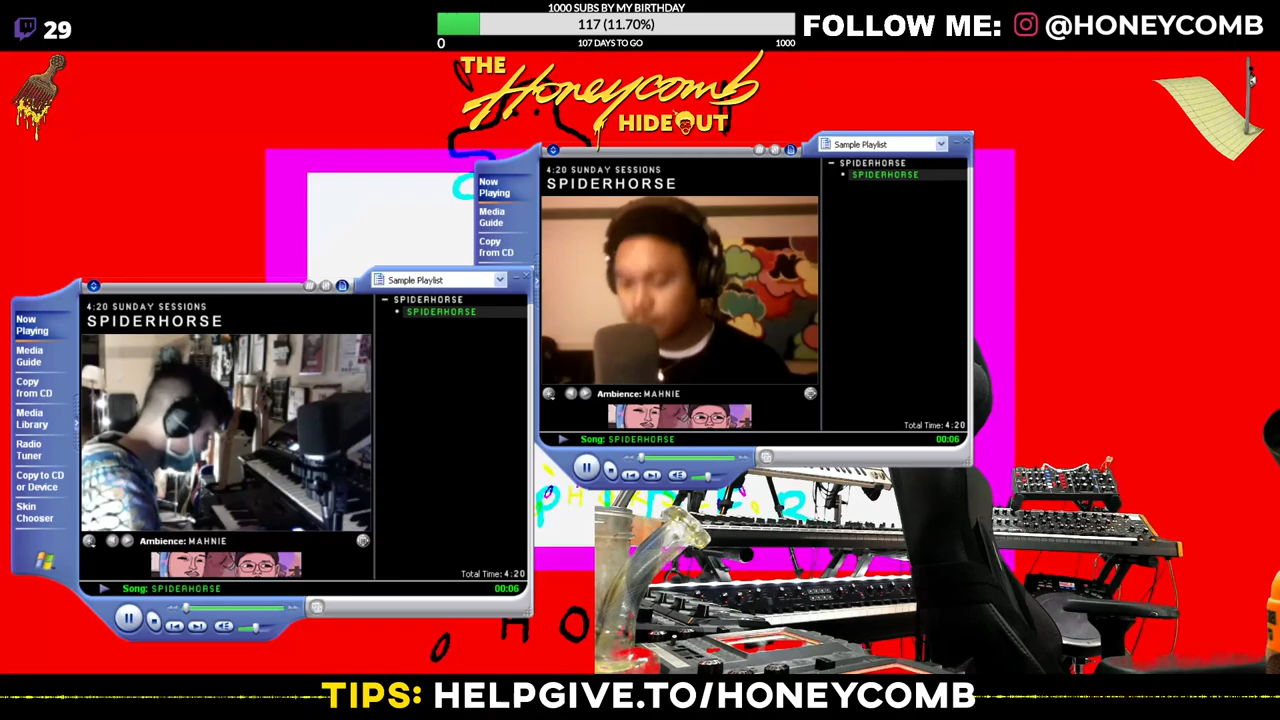 29
1000 SUBS BY MY BIRTHDAY
117 (11.70%)
0
107 DAYS TO GO
1000
FOLLOW ME: @HONEYCOMB
THE
Honeycomb
HIDEOUT
Sample Playlist
4:20 SUNDAY SESSIONS
SPIDERHORSE
SPIDERHORSE
SPIDERHORSE
Now
Playing
Media
Guide
Copy
from CD
Ambience: MAHNIE
Total Time: 4:20
Song: SPIDERHORSE
00:06
Sample Playlist
4:20 SUNDAY SESSIONS
SPIDERHORSE
SPIDERHORSE
SPIDERHORSE
Now
Playing
Media
Guide
Copy
from CD
Media
Library
Radio
Tuner
Copy to CD
or Device
Skin
Chooser
Ambience: MAHNIE
Total Time: 4:20
Song: SPIDERHORSE
00:06
TIPS: HELPGIVE.TO/HONEYCOMB